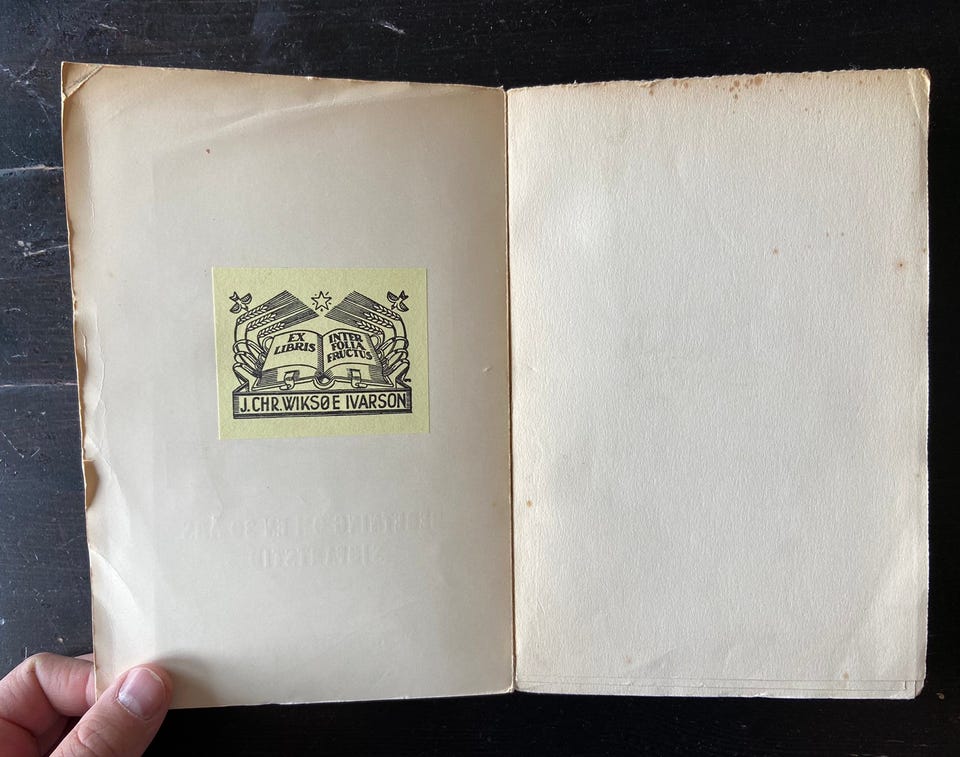 EX
LIBRIS
INTER
FOLIA
FRUCTUS
J. CHR. WIKSØE IVARSON